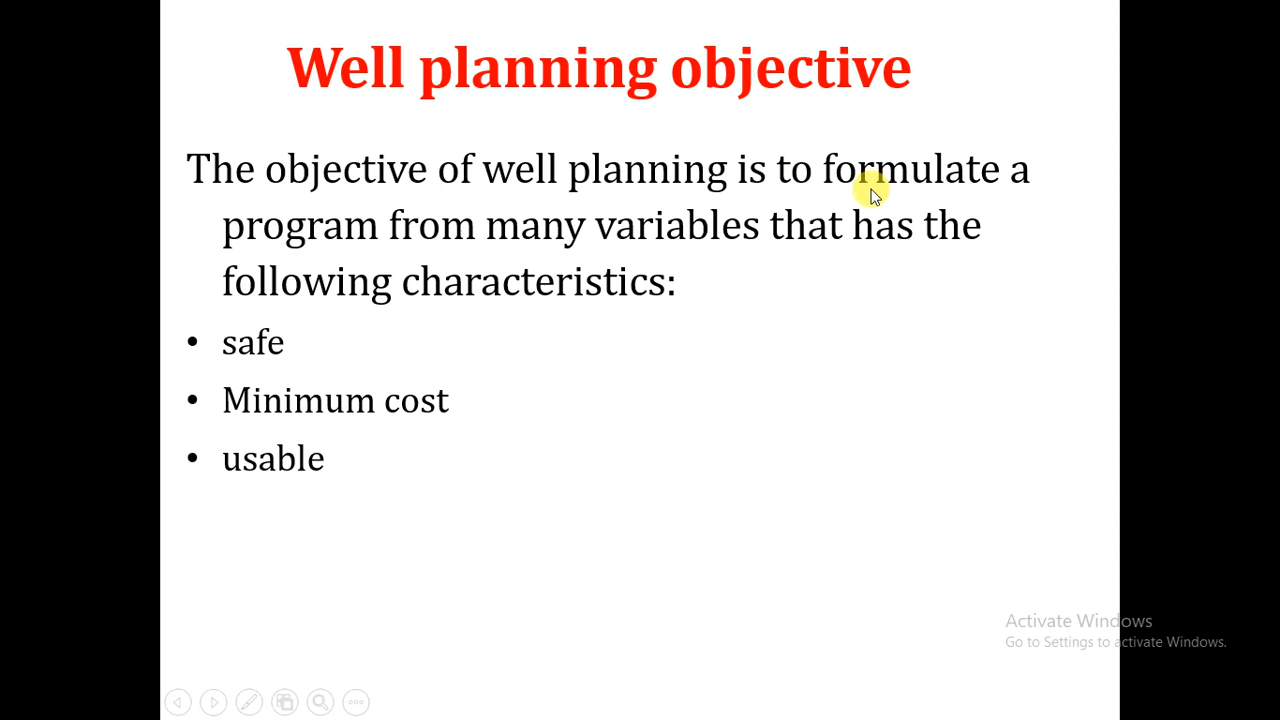 Well planning objective
The objective of well planning is to formulate a
program from many variables that has the
following characteristics:
• safe
• Minimum cost
• usable
Activate Windows
Go to Settings to activate Windows.